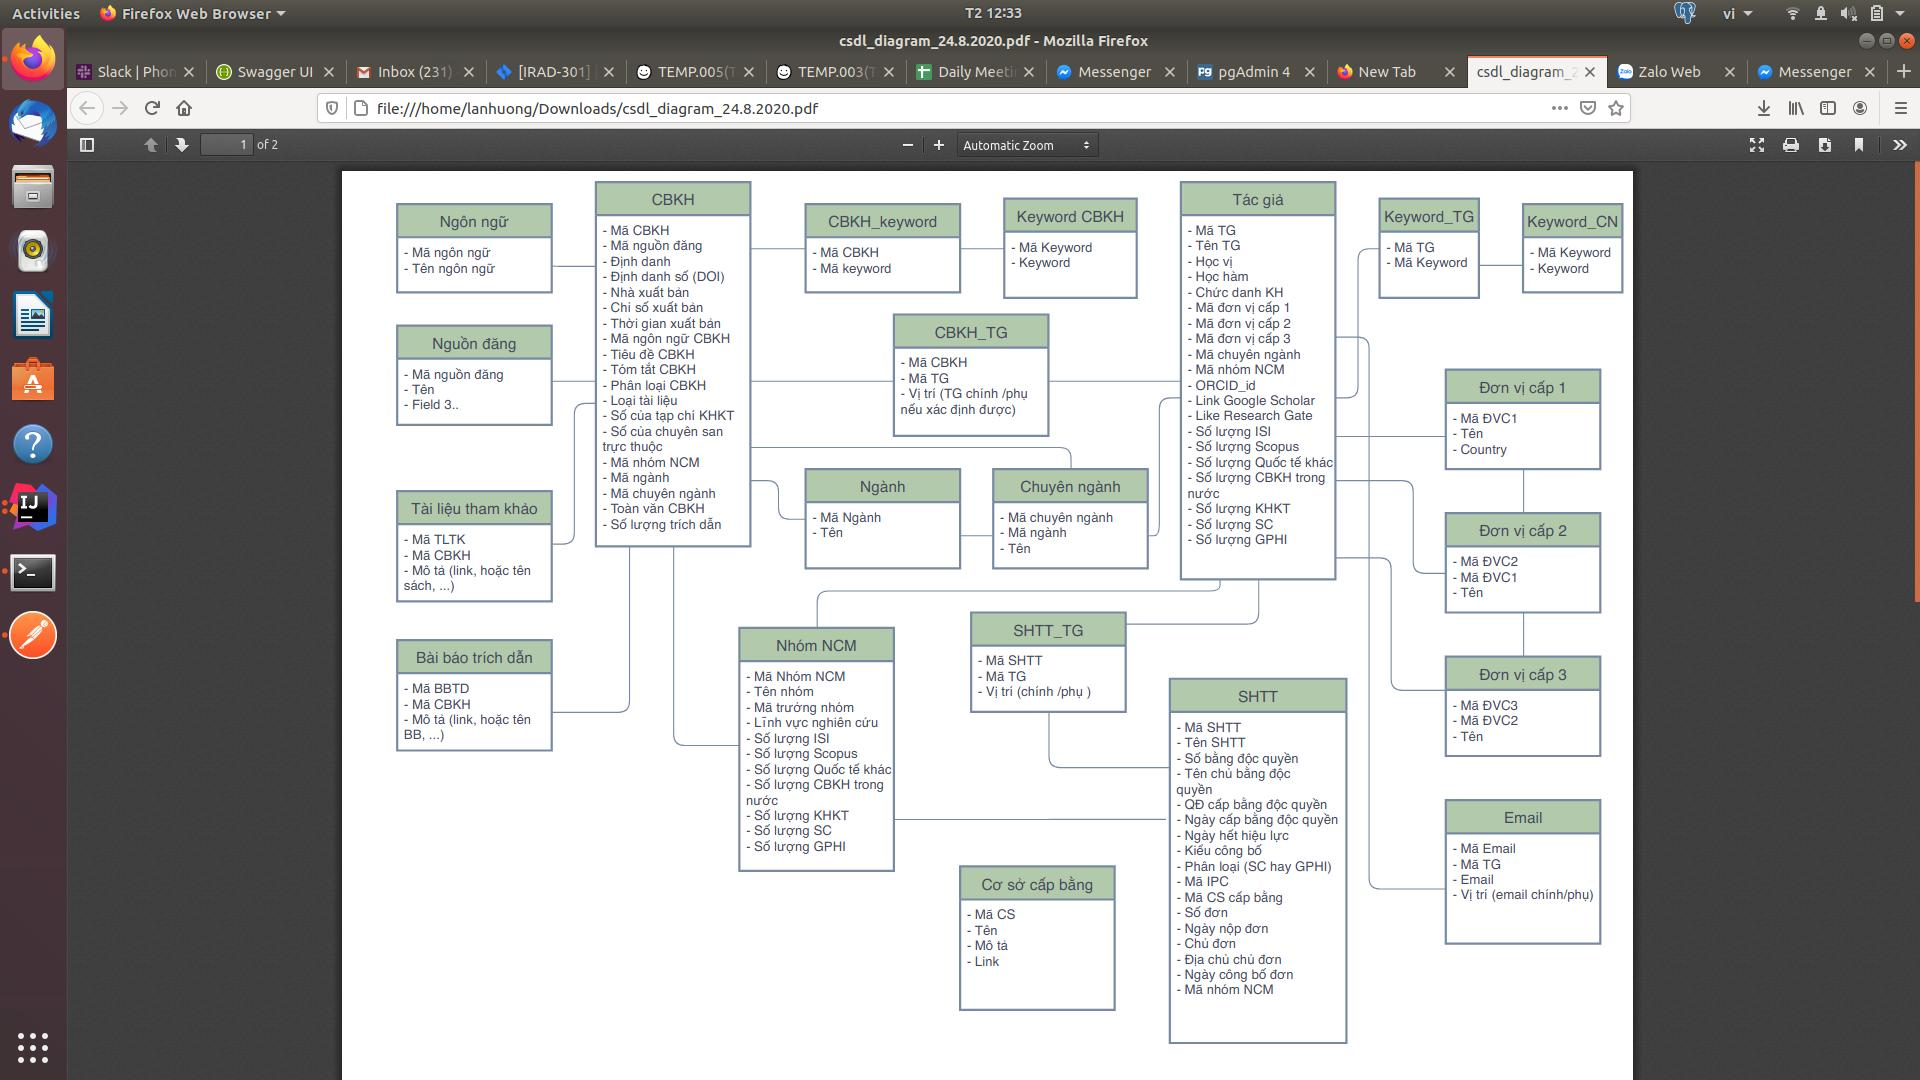 Activities
Firefox Web Browser
T2 12:33
vi
csdl_diagram_24.8.2020.pdf - Mozilla Firefox
Slack | Phon
Swagger UI
Inbox (231)
[IRAD-301]
TEMP.005(T
TEMP.003(T
Daily Meeti
Messenger
pgAdmin 4
New Tab
csdl_diagram_2
Zalo Web
Messenger
file:///home/lanhuong/Downloads/csdl_diagram_24.8.2020.pdf
1 of 2
Automatic Zoom
Ngôn ngữ
- Mã ngôn ngữ
- Tên ngôn ngữ
Nguồn đăng
- Mã nguồn đăng
- Tên
- Field 3..
Tài liệu tham khảo
- Mã TLTK
- Mã CBKH
- Mô tả (link, hoặc tên
sách, ...)
Bài báo trích dẫn
- Mã BBTD
- Mã CBKH
- Mô tả (link, hoặc tên
BB, ...)
CBKH
- Mã CBKH
- Mã nguồn đăng
- Định danh
- Định danh số (DOI)
- Nhà xuất bản
- Chỉ số xuất bản
- Thời gian xuất bản
- Mã ngôn ngữ CBKH
- Tiêu đề CBKH
- Tóm tắt CBKH
- Phân loại CBKH
- Loại tài liệu
- Số của tạp chí KHKT
- Số của chuyên san
trực thuộc
- Mã nhóm NCM
- Mã ngành
- Mã chuyên ngành
- Toàn văn CBKH
- Số lượng trích dẫn
CBKH_keyword
- Mã CBKH
- Mã keyword
Keyword CBKH
- Mã Keyword
- Keyword
CBKH_TG
- Mã CBKH
- Mã TG
- Vị trí (TG chính /phụ
nếu xác định được)
Ngành
- Mã Ngành
- Tên
Chuyên ngành
- Mã chuyên ngành
- Mã ngành
- Tên
Nhóm NCM
- Mã Nhóm NCM
- Tên nhóm
- Mã trưởng nhóm
- Lĩnh vực nghiên cứu
- Số lượng ISI
- Số lượng Scopus
- Số lượng Quốc tế khác
- Số lượng CBKH trong
nước
- Số lượng KHKT
- Số lượng SC
- Số lượng GPHI
SHTT_TG
- Mã SHTT
- Mã TG
- Vị trí (chính /phụ )
Cơ sở cấp bằng
- Mã CS
- Tên
- Mô tả
- Link
Tác giả
- Mã TG
- Tên TG
- Học vị
- Học hàm
- Chức danh KH
- Mã đơn vị cấp 1
- Mã đơn vị cấp 2
- Mã đơn vị cấp 3
- Mã chuyên ngành
- Mã nhóm NCM
- ORCID_id
- Link Google Scholar
- Like Research Gate
- Số lượng ISI
- Số lượng Scopus
- Số lượng Quốc tế khác
- Số lượng CBKH trong
nước
- Số lượng KHKT
- Số lượng SC
- Số lượng GPHI
SHTT
- Mã SHTT
- Tên SHTT
- Số bằng độc quyền
- Tên chủ bằng độc
quyền
- QĐ cấp bằng độc quyền
- Ngày cấp bằng độc quyền
- Ngày hết hiệu lực
- Kiểu công bố
- Phân loại (SC hay GPHI)
- Mã IPC
- Mã CS cấp bằng
- Số đơn
- Ngày nộp đơn
- Chủ đơn
- Địa chủ chủ đơn
- Ngày công bố đơn
- Mã nhóm NCM
Keyword_TG
- Mã TG
- Mã Keyword
Keyword_CN
- Mã Keyword
- Keyword
Đơn vị cấp 1
- Mã ĐVC1
- Tên
- Country
Đơn vị cấp 2
- Mã ĐVC2
- Mã ĐVC1
- Tên
Đơn vị cấp 3
- Mã ĐVC3
- Mã ĐVC2
- Tên
Email
- Mã Email
- Mã TG
- Email
- Vị trí (email chính/phụ)